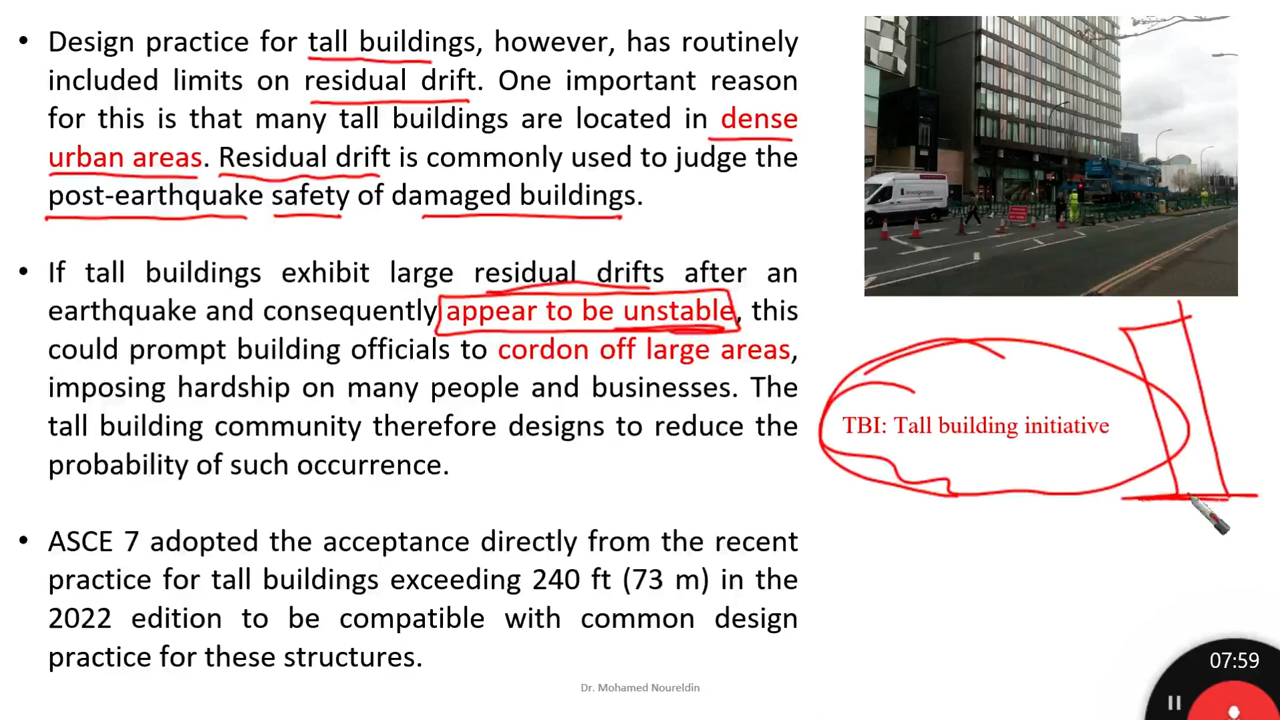 • Design practice for tall buildings, however, has routinely
included limits on residual drift. One important reason
for this is that many tall buildings are located in dense
urban areas. Residual drift is commonly used to judge the
post-earthquake safety of damaged buildings.
• If tall buildings exhibit large residual drifts after an
earthquake and consequently appear to be unstable, this
could prompt building officials to cordon off large areas,
imposing hardship on many people and businesses. The
tall building community therefore designs to reduce the
probability of such occurrence.
• ASCE 7 adopted the acceptance directly from the recent
practice for tall buildings exceeding 240 ft (73 m) in the
2022 edition to be compatible with common design
practice for these structures.
TBI: Tall building initiative
Dr. Mohamed Noureldin
07:59